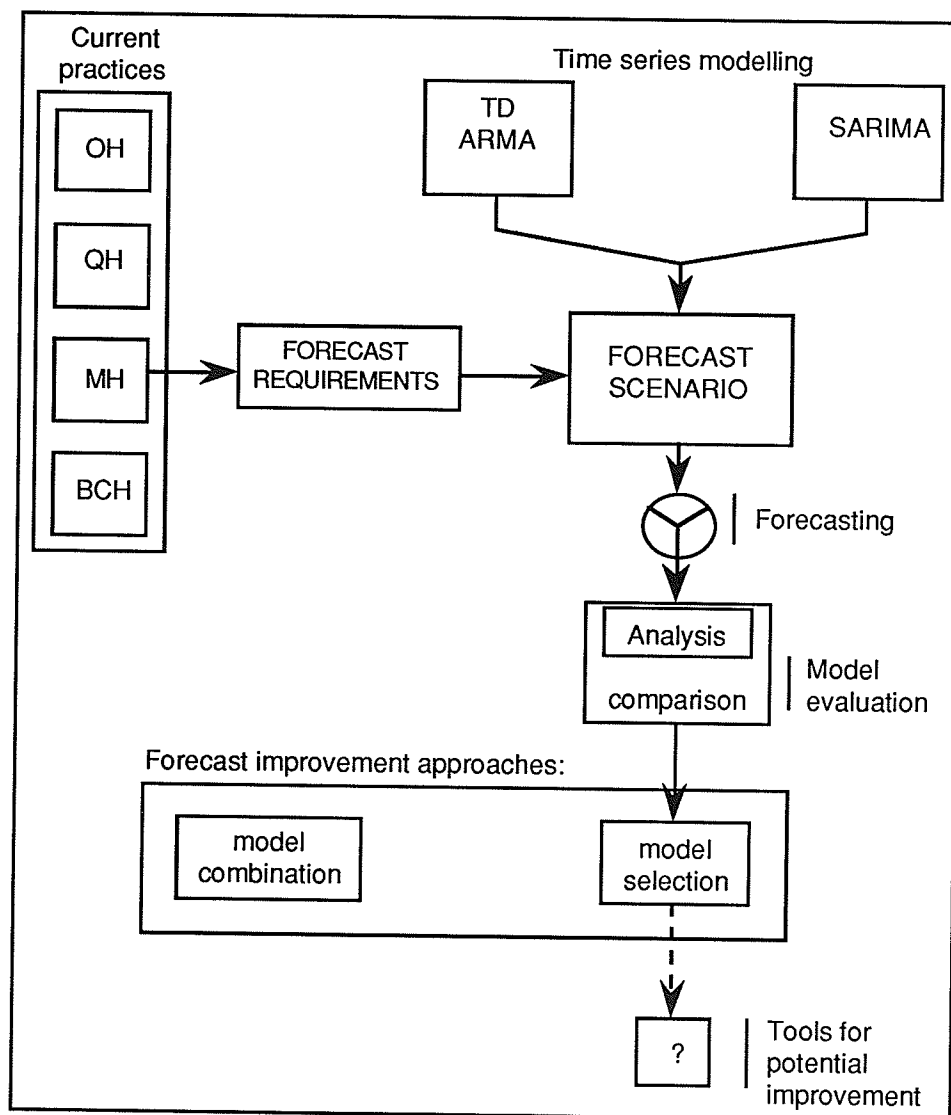 Current
practices
Time series modelling
OH
QH
MH
BCH
TD
ARMA
SARIMA
FORECAST
REQUIREMENTS
FORECAST
SCENARIO
Forecasting
Analysis
comparison
Model
evaluation
Forecast improvement approaches:
model
combination
model
selection
?
Tools for
potential
improvement